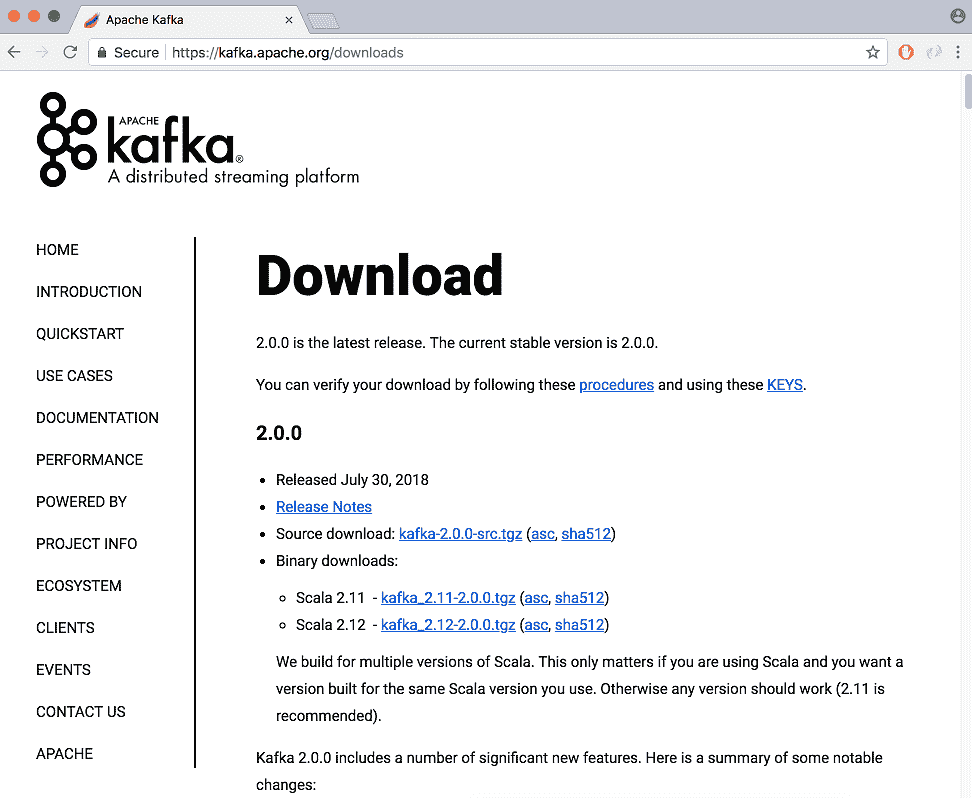 Apache Kafka
Secure
https://kafka.apache.org/downloads
APACHE
kafka®
A distributed streaming platform
HOME
INTRODUCTION
QUICKSTART
USE CASES
DOCUMENTATION
PERFORMANCE
POWERED BY
PROJECT INFO
ECOSYSTEM
CLIENTS
EVENTS
CONTACT US
APACHE
Download
2.0.0 is the latest release. The current stable version is 2.0.0.
You can verify your download by following these procedures and using these KEYS.
2.0.0
• Released July 30, 2018
• Release Notes
• Source download: kafka-2.0.0-src.tgz (asc, sha512)
• Binary downloads:
◦ Scala 2.11 - kafka_2.11-2.0.0.tgz (asc, sha512)
◦ Scala 2.12 - kafka_2.12-2.0.0.tgz (asc, sha512)
We build for multiple versions of Scala. This only matters if you are using Scala and you want a
version built for the same Scala version you use. Otherwise any version should work (2.11 is
recommended).
Kafka 2.0.0 includes a number of significant new features. Here is a summary of some notable
changes: